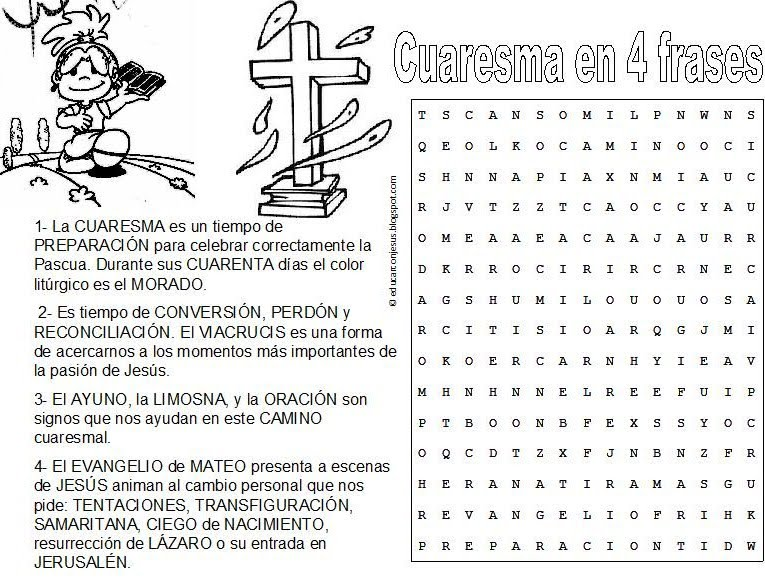 Cuaresma en 4 frases
1- La CUARESMA es un tiempo de
PREPARACIÓN para celebrar correctamente la
Pascua. Durante sus CUARENTA días el color
litúrgico es el MORADO.
2- Es tiempo de CONVERSIÓN, PERDÓN y
RECONCILIACIÓN. El VIACRUCIS es una forma
de acercarnos a los momentos más importantes de
la pasión de Jesús.
3- El AYUNO, la LIMOSNA, y la ORACIÓN son
signos que nos ayudan en este CAMINO
cuaresmal.
4- El EVANGELIO de MATEO presenta a escenas
de JESÚS animan al cambio personal que nos
pide: TENTACIONES, TRANSFIGURACIÓN,
SAMARITANA, CIEGO de NACIMIENTO,
resurrección de LÁZARO o su entrada en
JERUSALÉN.
© educarconjesus.blogspot.com
T S C A N S O M I L P N W N S
Q E O L K O C A M I N O O C I
S H N N A P I A X N M I A U C
R J V T Z Z T C A O C C Y A U
O M E A A E A C A A J A U R R
D K R R O C I R I R C R N E C
A G S H U M I L O U O U O S A
R C I T I S I O A R Q G J M I
O K O E R C A R N H Y I E A V
M H N H N N E L R E E F U I P
P T B O O N B F E X S S Y O C
O Q C D T Z X F J N B N Z F R
H E R A N A T I R A M A S G U
R E V A N G E L I O F R I H K
P R E P A R A C I O N T I D W